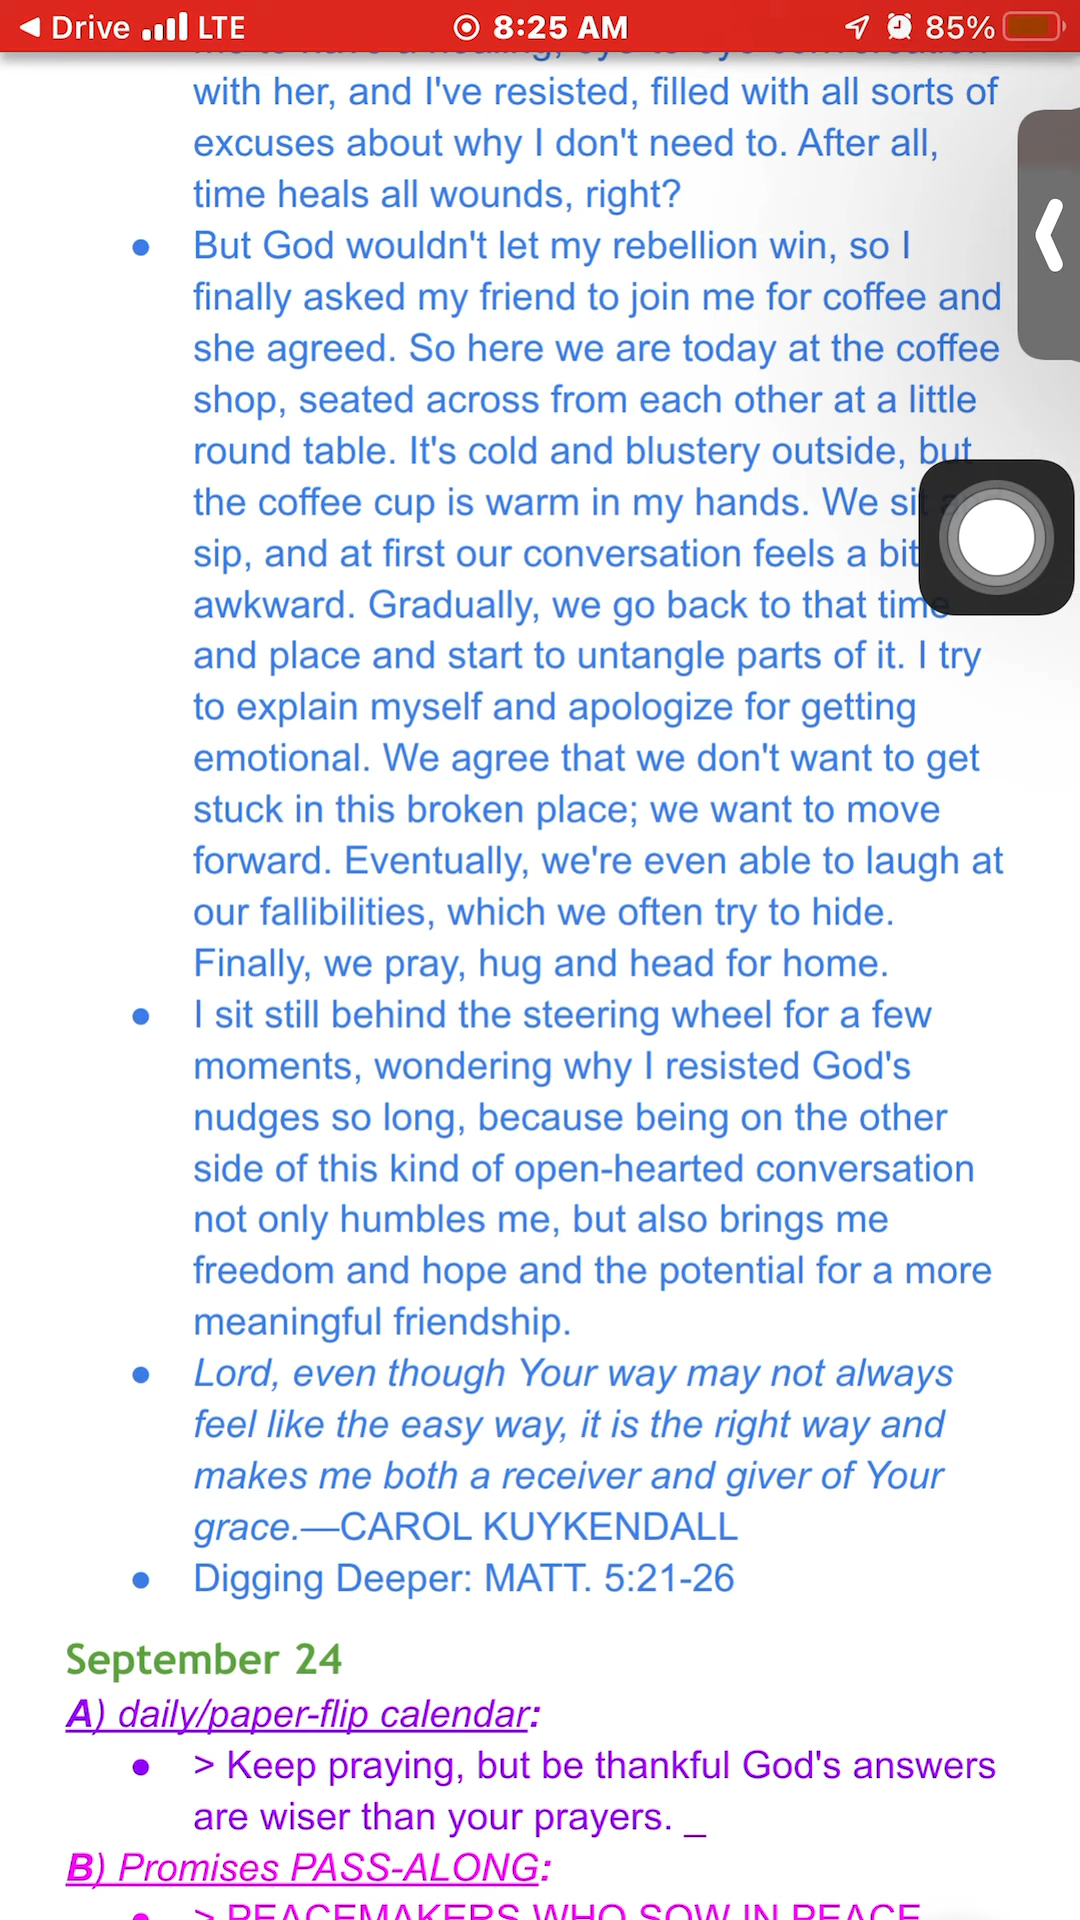 Drive LTE 8:25 AM 85%
with her, and I've resisted, filled with all sorts of
excuses about why I don't need to. After all,
time heals all wounds, right?
● But God wouldn't let my rebellion win, so I
finally asked my friend to join me for coffee and
she agreed. So here we are today at the coffee
shop, seated across from each other at a little
round table. It's cold and blustery outside, but
the coffee cup is warm in my hands. We sit
sip, and at first our conversation feels a bit
awkward. Gradually, we go back to that time
and place and start to untangle parts of it. I try
to explain myself and apologize for getting
emotional. We agree that we don't want to get
stuck in this broken place; we want to move
forward. Eventually, we're even able to laugh at
our fallibilities, which we often try to hide.
Finally, we pray, hug and head for home.
● I sit still behind the steering wheel for a few
moments, wondering why I resisted God's
nudges so long, because being on the other
side of this kind of open-hearted conversation
not only humbles me, but also brings me
freedom and hope and the potential for a more
meaningful friendship.
● Lord, even though Your way may not always
feel like the easy way, it is the right way and
makes me both a receiver and giver of Your
grace.—CAROL KUYKENDALL
● Digging Deeper: MATT. 5:21-26
September 24
A) daily/paper-flip calendar:
● > Keep praying, but be thankful God's answers
are wiser than your prayers. _
B) Promises PASS-ALONG:
● > PEACEMAKERS WHO SOW IN PEACE